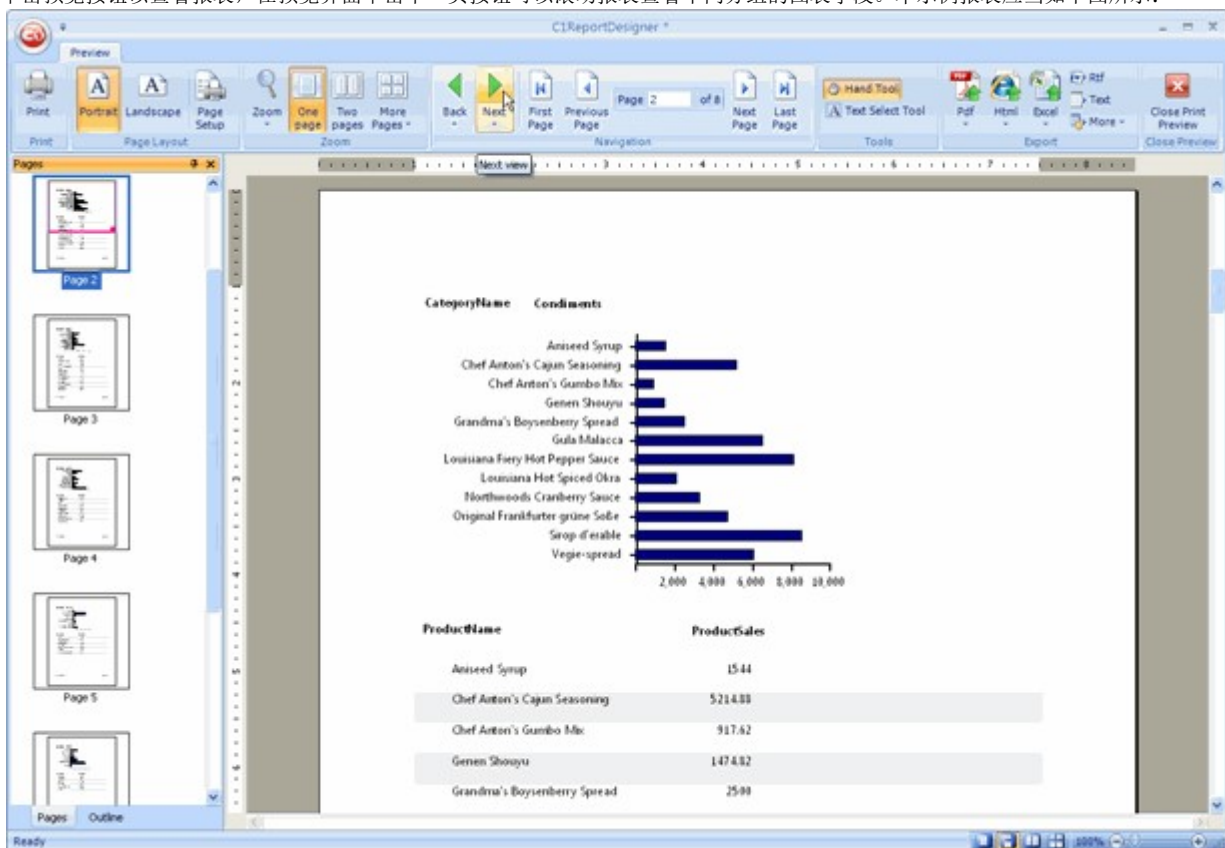 C1ReportDesigner *
Preview
Print
Portrait
Landscape
Page Setup
Zoom
One page
Two pages
More Pages
Back
Next
First Page
Previous Page
Page 2 of 8
Next Page
Last Page
Hand Tool
Text Select Tool
Pdf
Html
Excel
Rtf
Text
More
Close Print Preview
Print
Page Layout
Zoom
Navigation
Tools
Export
Close Preview
Pages
Next view
Page 2
Page 3
Page 4
Page 5
CategoryName Condiments
Aniseed Syrup
Chef Anton's Cajun Seasoning
Chef Anton's Gumbo Mix
Genen Shouyu
Grandma's Boysenberry Spread
Gula Malacca
Louisiana Fiery Hot Pepper Sauce
Louisiana Hot Spiced Okra
Northwoods Cranberry Sauce
Original Frankfurter grüne Soße
Sirop d'erable
Vegie-spread
2,000 4,000 6,000 8,000 10,000
ProductName ProductSales
Aniseed Syrup 1544
Chef Anton's Cajun Seasoning 5214.88
Chef Anton's Gumbo Mix 917.62
Genen Shouyu 1474.82
Grandma's Boysenberry Spread 2500
Pages Outline
Ready
100%